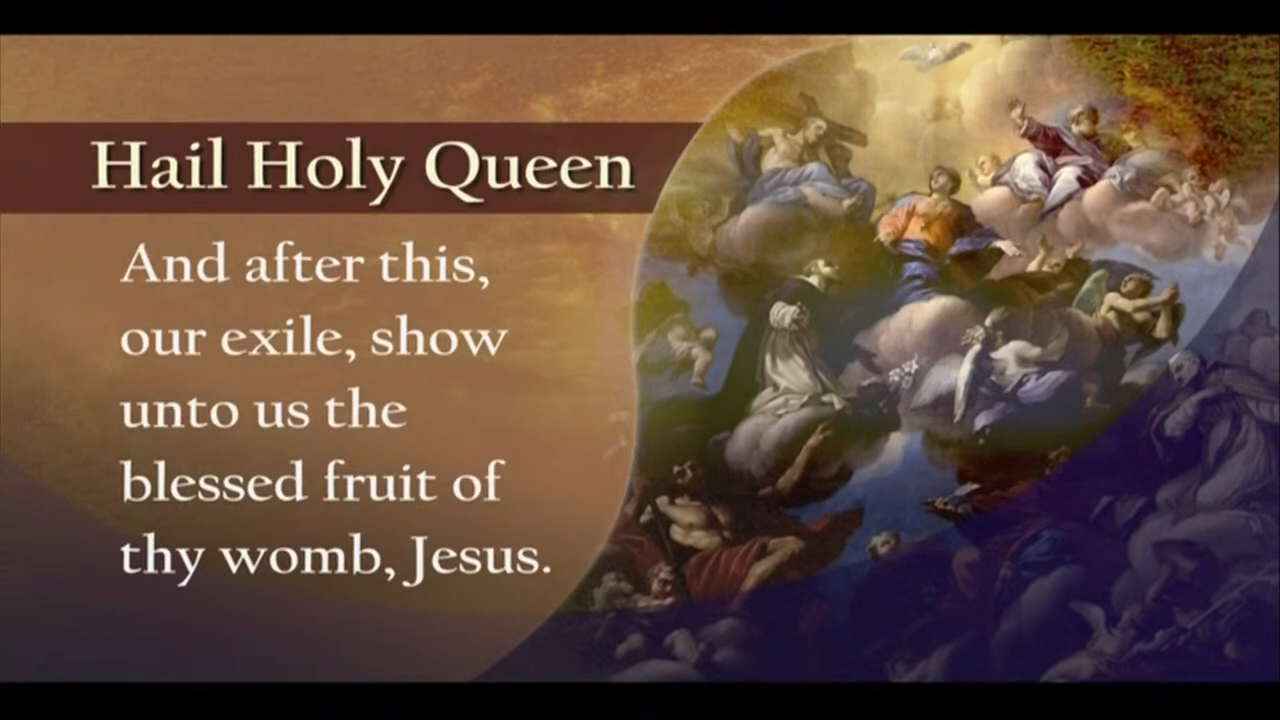 Hail Holy Queen
And after this,
our exile, show
unto us the
blessed fruit of
thy womb, Jesus.